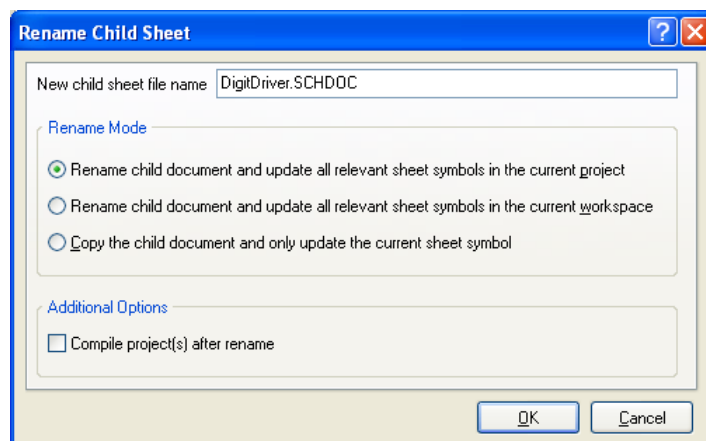 Rename Child Sheet
New child sheet file name DigitDriver.SCHDOC
Rename Mode
Rename child document and update all relevant sheet symbols in the current project
Rename child document and update all relevant sheet symbols in the current workspace
Copy the child document and only update the current sheet symbol
Additional Options
Compile project(s) after rename
OK Cancel